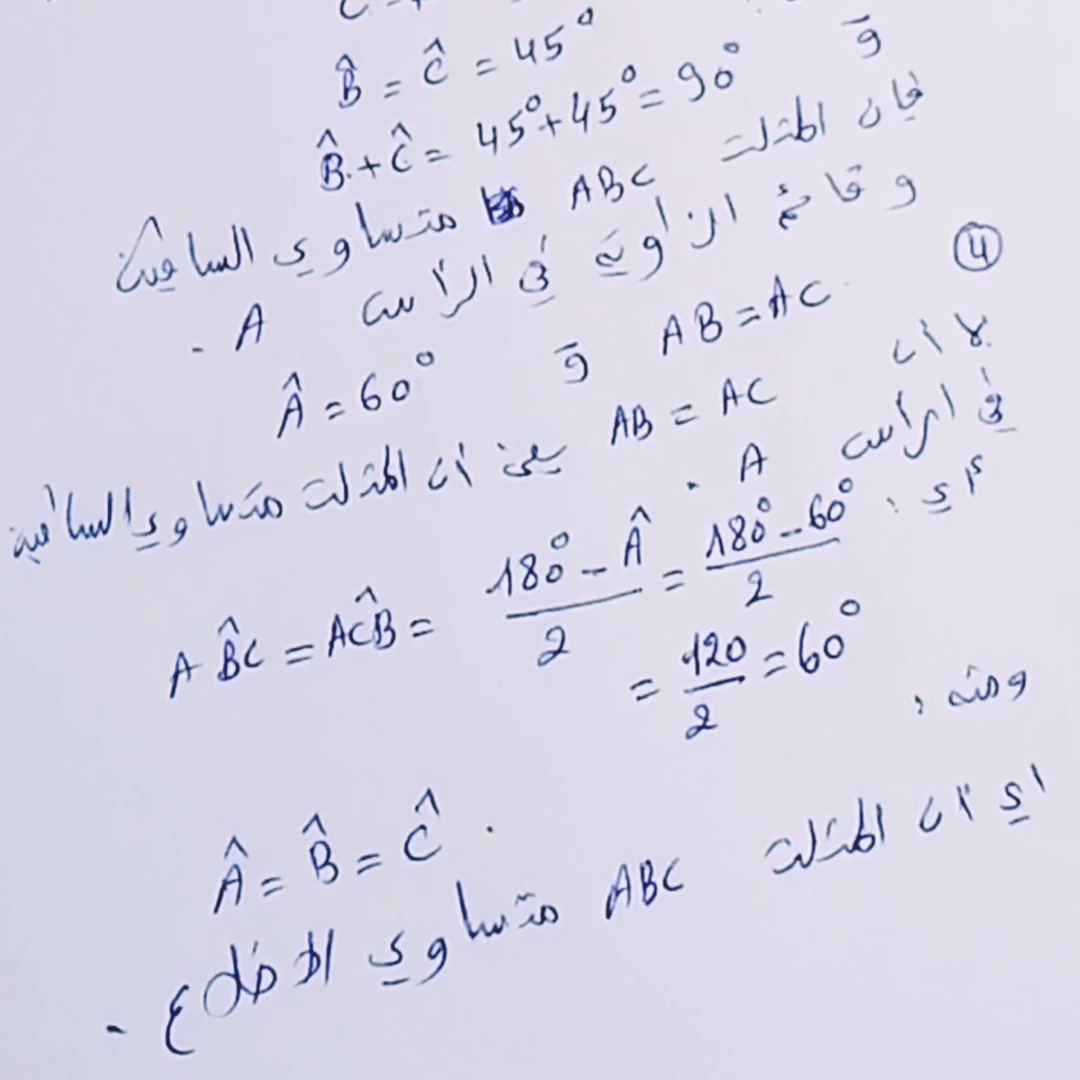 B̂ = Ĉ = 45°
و B̂ + Ĉ = 45° + 45° = 90°
فإن المثلث ABC متساوي الساقين
و قائم الزاوية في الرأس
A .
④ AB = AC و Â = 60°
لأن AB = AC يعني أن المثلث متساوي الساقين
في الرأس A .
أي :
AB̂C = AĈB = (180° - Â)/2 = (180° - 60°)/2
= 120/2 = 60°
ومنه :
Â = B̂ = Ĉ .
أي أن المثلث ABC متساوي الأضلاع .